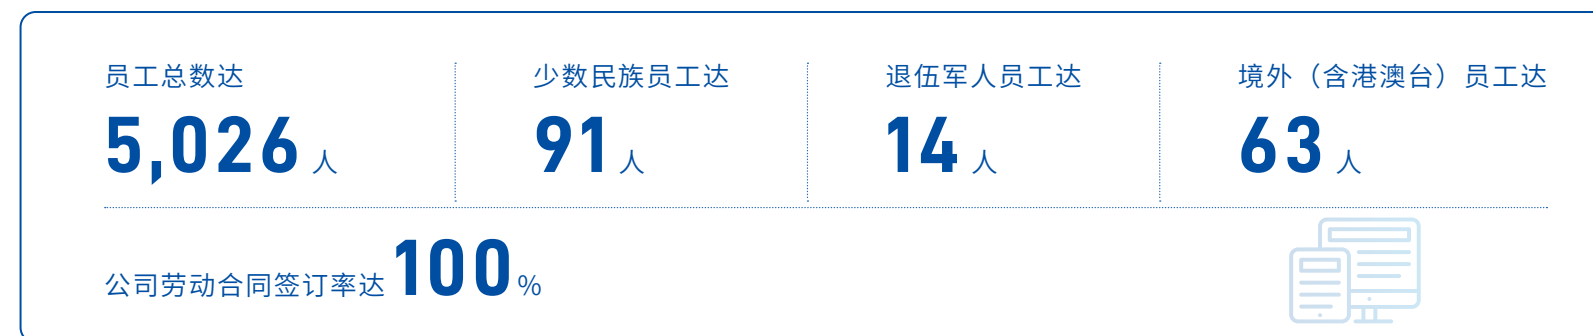 员工总数达 少数民族员工达 退伍军人员工达 境外（含港澳台）员工达
5,026 人 91 人 14 人 63 人
公司劳动合同签订率达 100 %